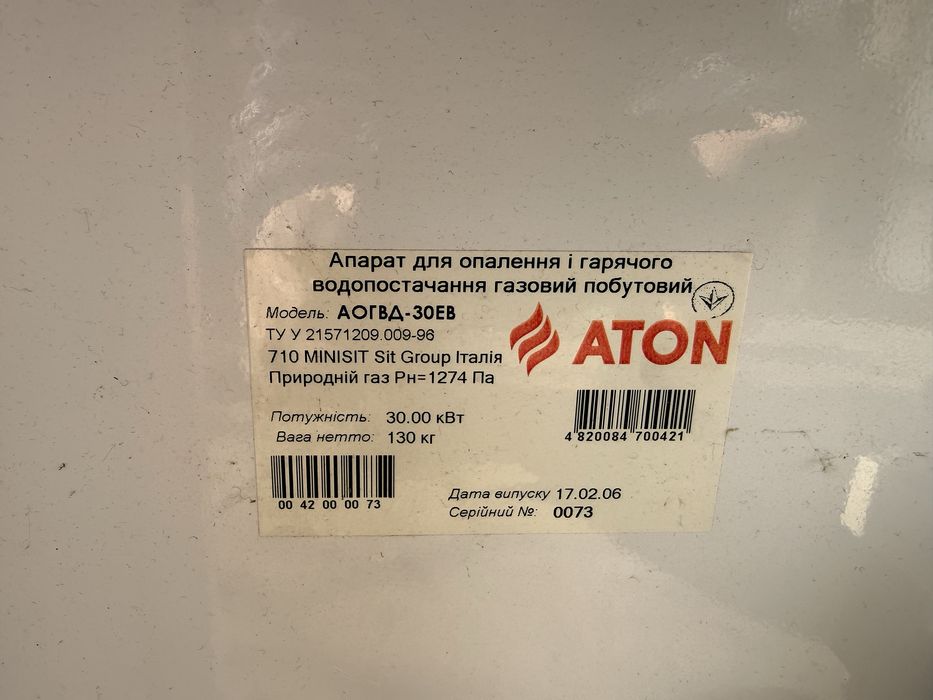 Апарат для опалення і гарячого
водопостачання газовий побутовий
Модель: АОГВД-30ЕВ
ТУ У 21571209.009-96
710 MINISIT Sit Group Італія
Природній газ Рн=1274 Па
ATON
Потужність: 30.00 кВт
Вага нетто: 130 кг
4 820084 700421
00 42 00 00 73
Дата випуску 17.02.06
Серійний №: 0073